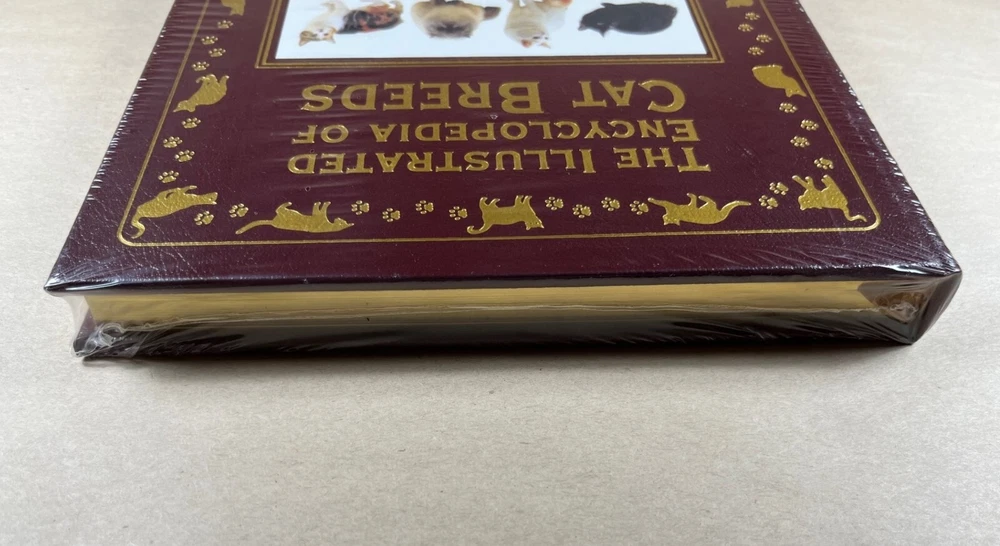 THE ILLUSTRATED
ENCYCLOPEDIA OF
CAT BREEDS